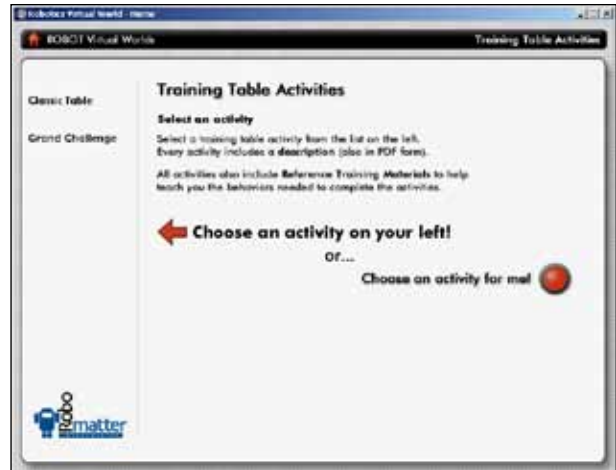 Robotics Virtual World - Home
ROBOT Virtual Worlds
Training Table Activities
Classic Table
Grand Challenge
Training Table Activities
Select an activity
Select a training table activity from the list on the left.
Every activity includes a description (also in PDF form).
All activities also include Reference Training Materials to help
teach you the behaviors needed to complete the activities.
Choose an activity on your left!
or...
Choose an activity for me!
Robo
matter